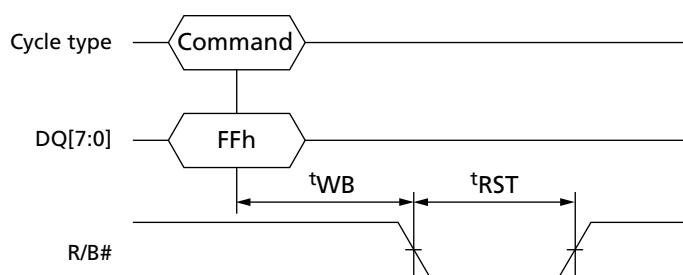 Cycle type Command
DQ[7:0] FFh
tWB tRST
R/B#